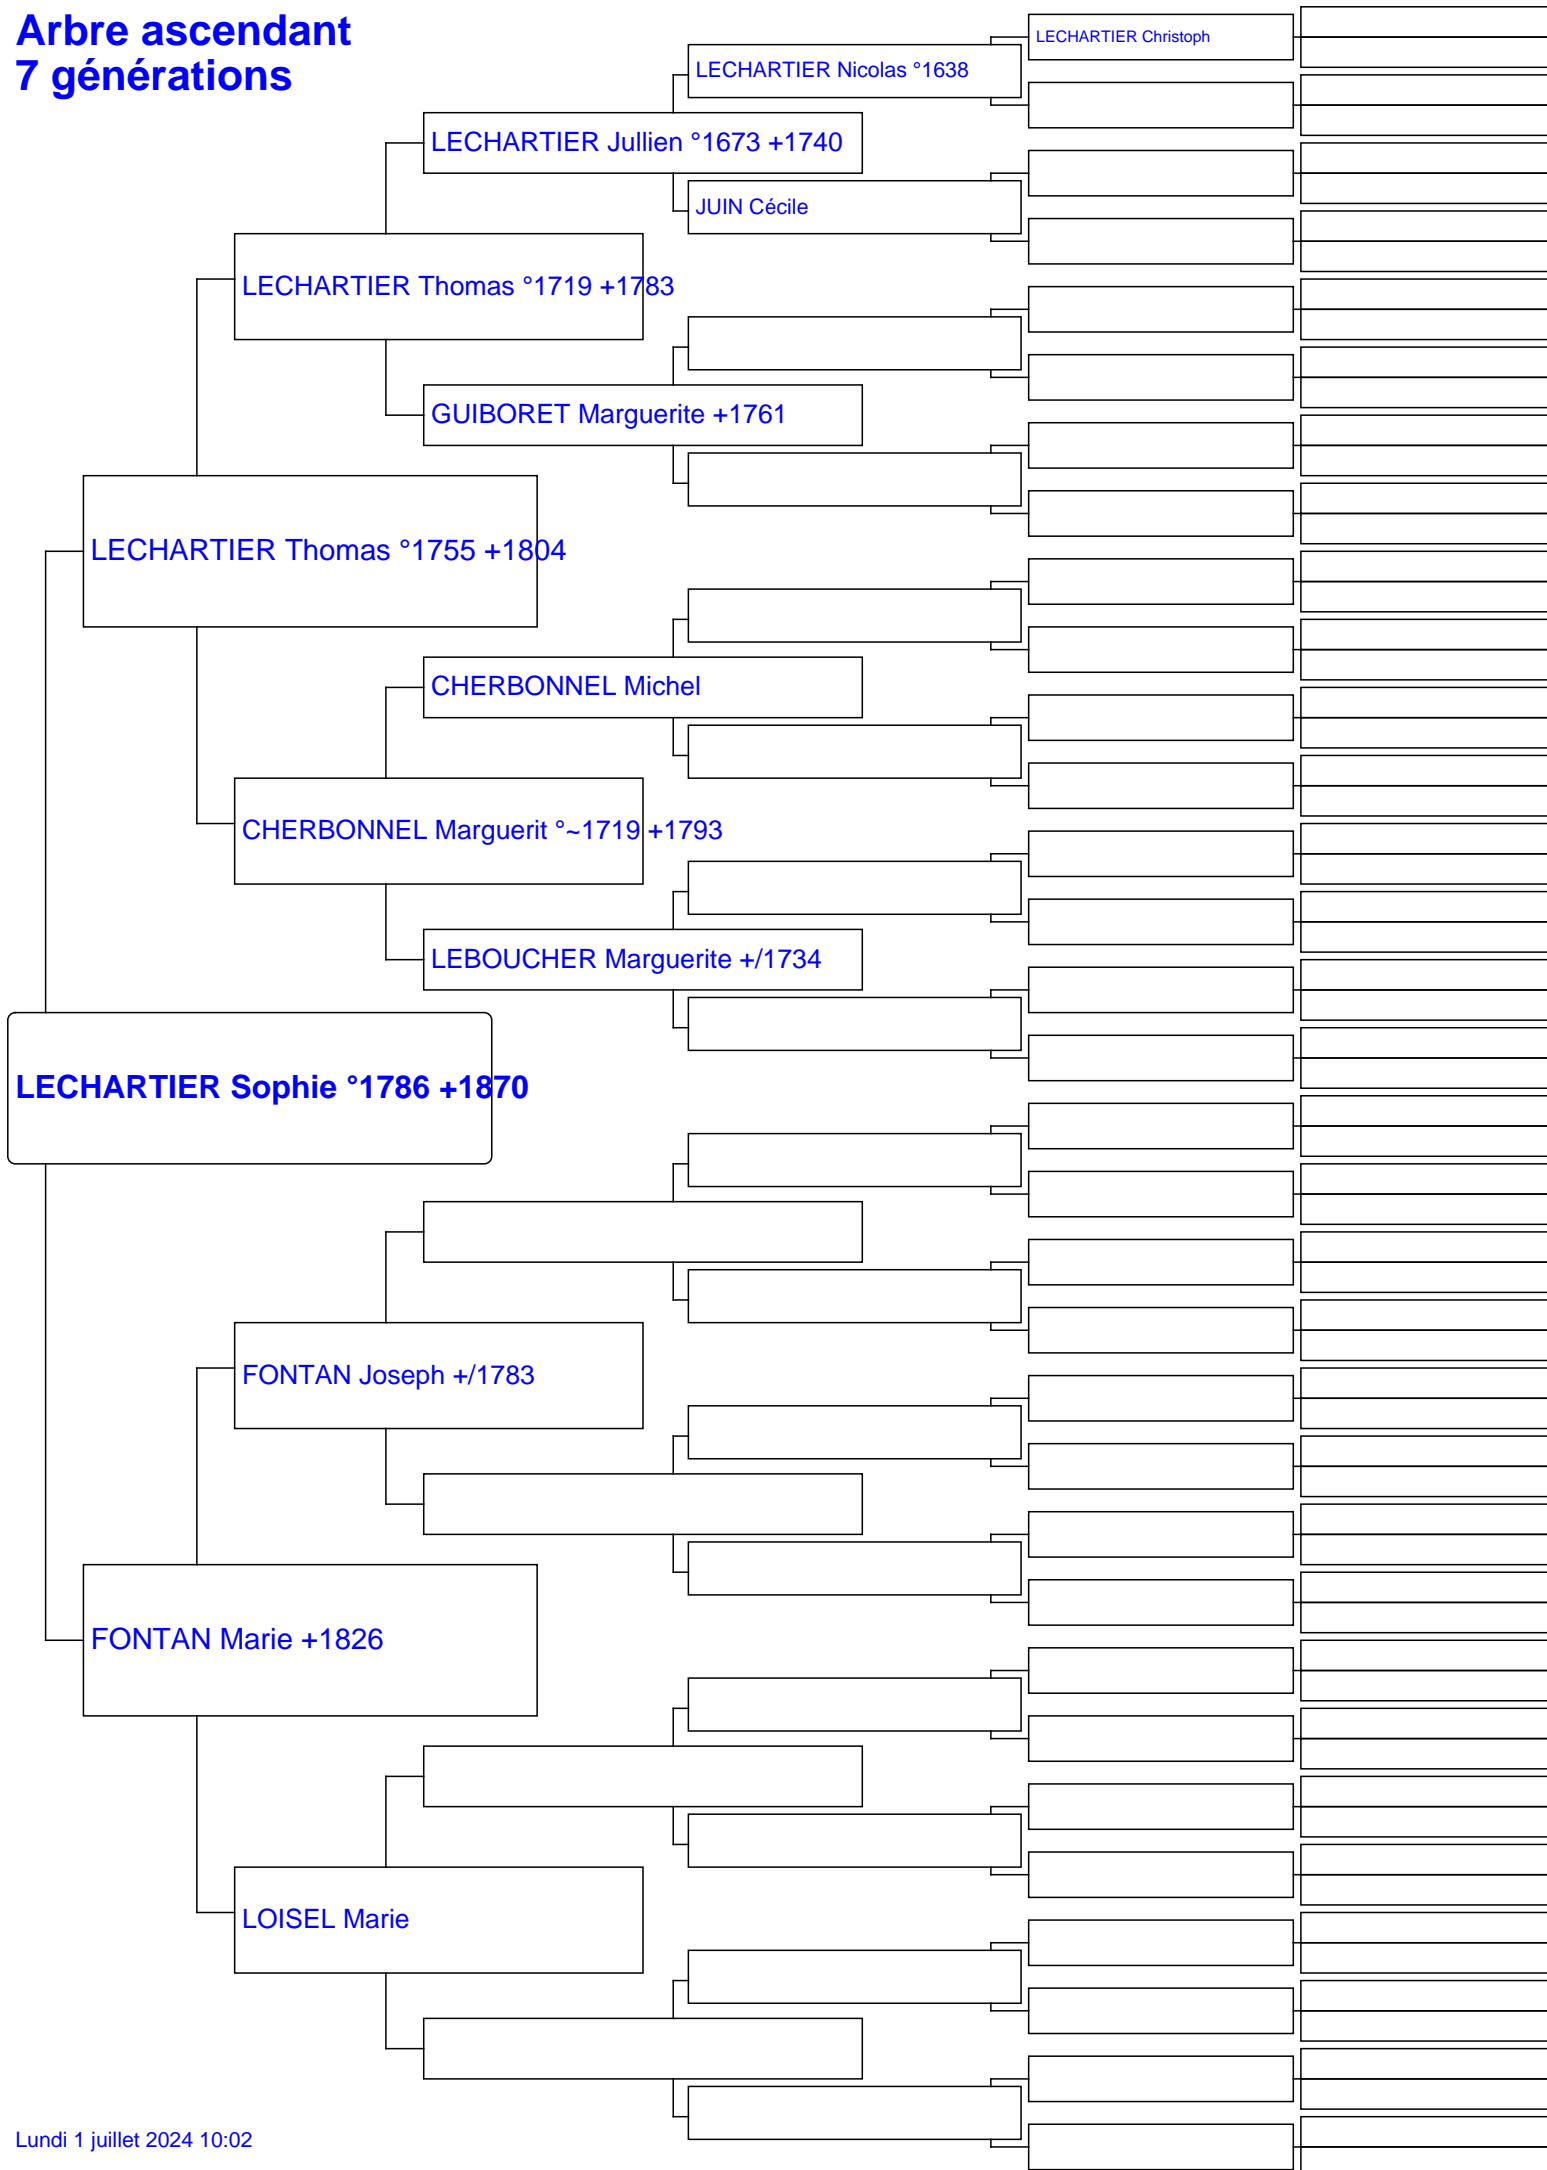 Arbre ascendant
7 générations
LECHARTIER Christoph
LECHARTIER Nicolas °1638
LECHARTIER Jullien °1673 +1740
JUIN Cécile
LECHARTIER Thomas °1719 +1783
GUIBORET Marguerite +1761
LECHARTIER Thomas °1755 +1804
CHERBONNEL Michel
CHERBONNEL Marguerit °~1719 +1793
LEBOUCHER Marguerite +/1734
LECHARTIER Sophie °1786 +1870
FONTAN Joseph +/1783
FONTAN Marie +1826
LOISEL Marie
Lundi 1 juillet 2024 10:02